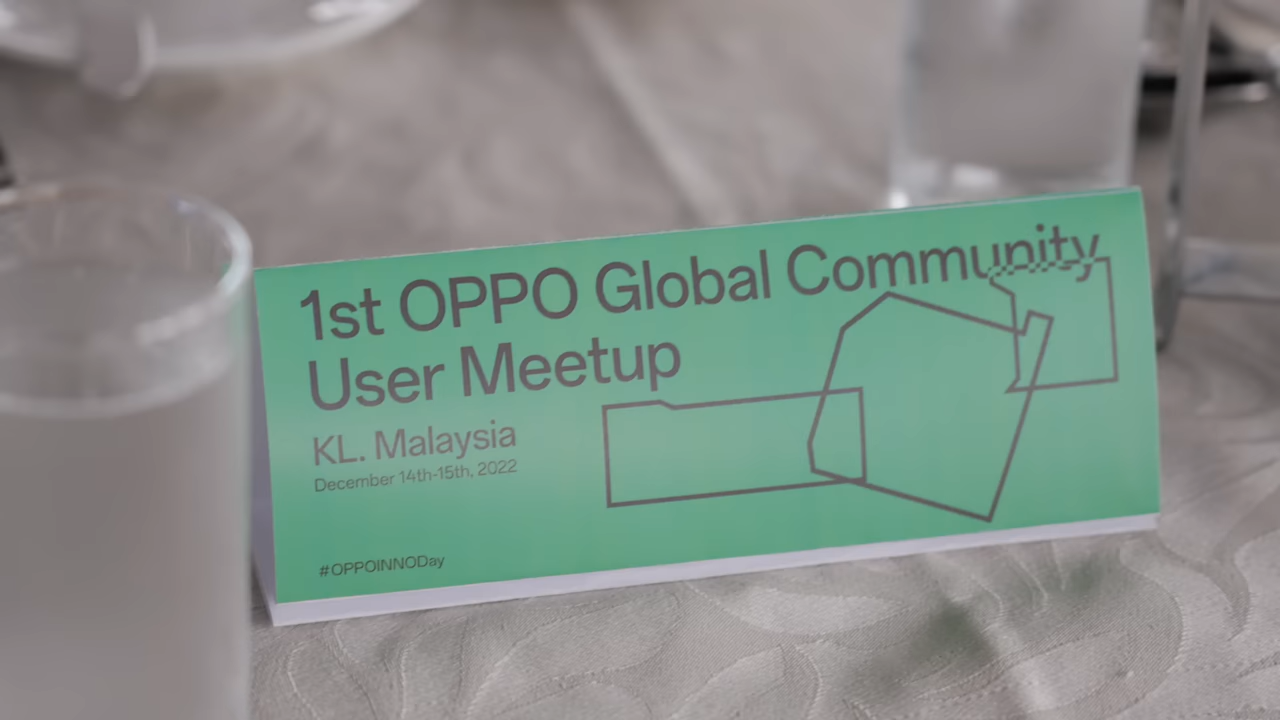 1st OPPO Global Community
User Meetup
KL. Malaysia
December 14th-15th, 2022
#OPPOINNODay